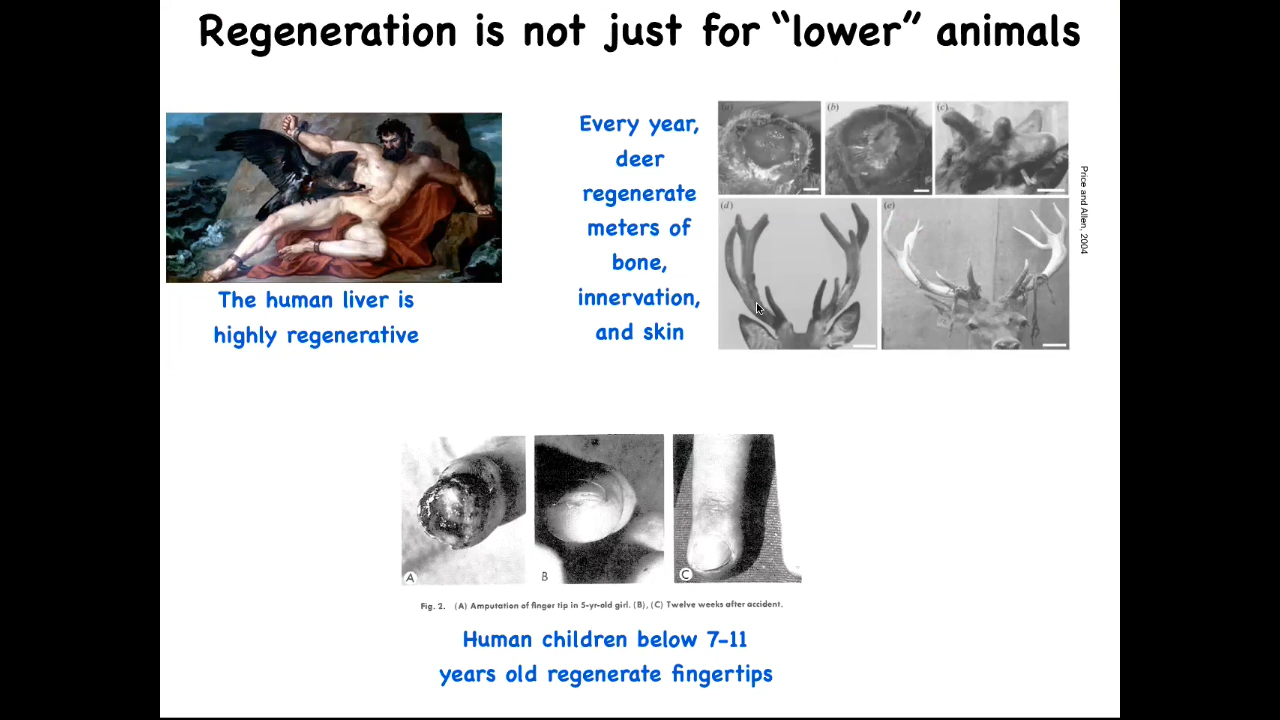 Regeneration is not just for “lower” animals
The human liver is
highly regenerative
Every year,
deer
regenerate
meters of
bone,
innervation,
and skin
(a)
(b)
(c)
(d)
(e)
Price and Allen, 2004
A
B
C
Fig. 2. (A) Amputation of finger tip in 5-yr-old girl. (B), (C) Twelve weeks after accident.
Human children below 7-11
years old regenerate fingertips